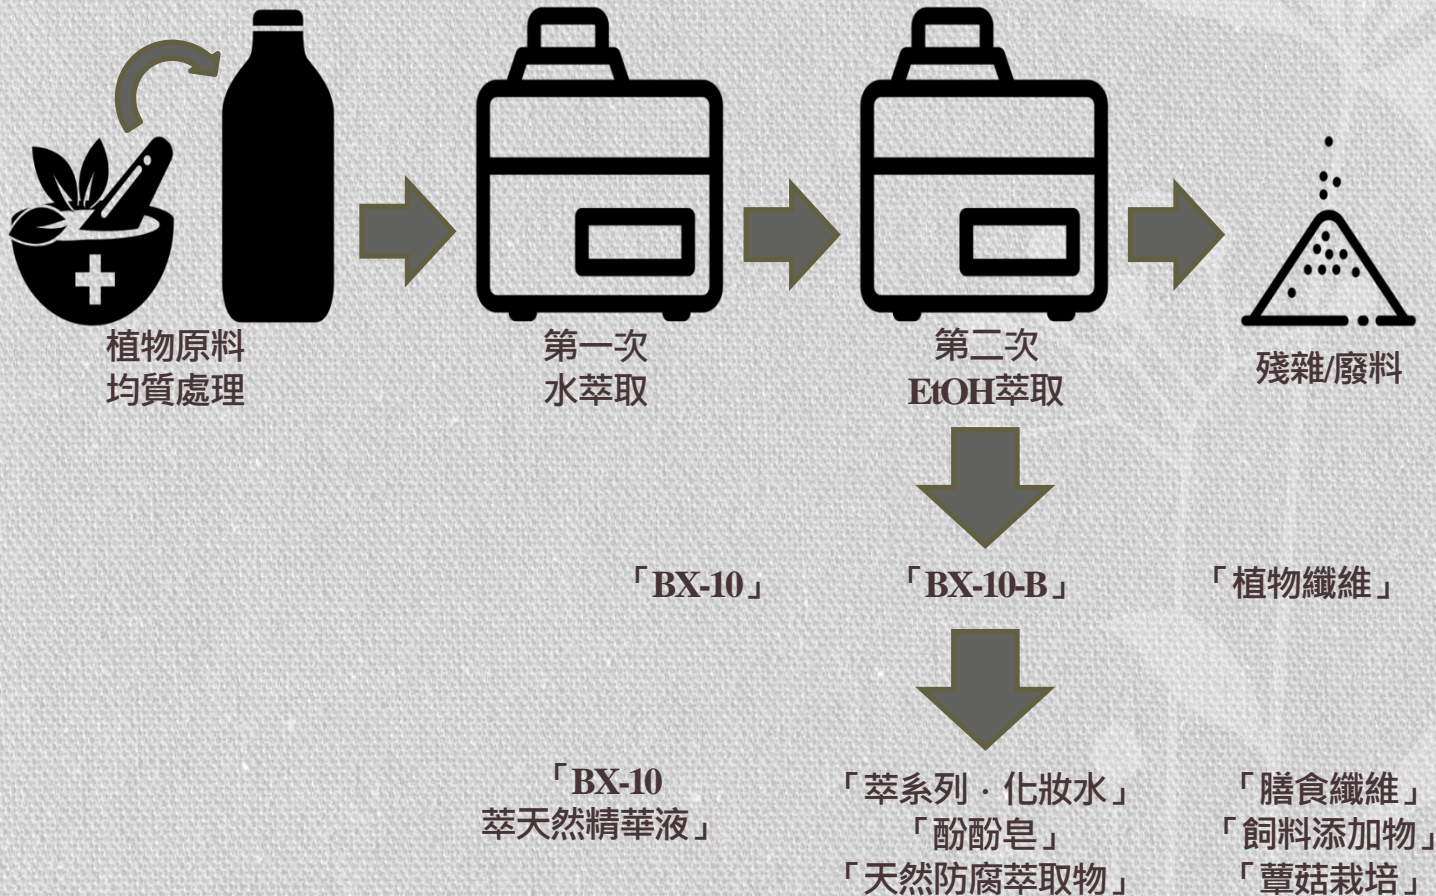 植物原料
均質處理
第一次
水萃取
第二次
EtOH萃取
殘雜/廢料
「BX-10」
「BX-10-B」
「植物纖維」
「BX-10
萃天然精華液」
「萃系列．化妝水」
「酚酚皂」
「天然防腐萃取物」
「膳食纖維」
「飼料添加物」
「蕈菇栽培」